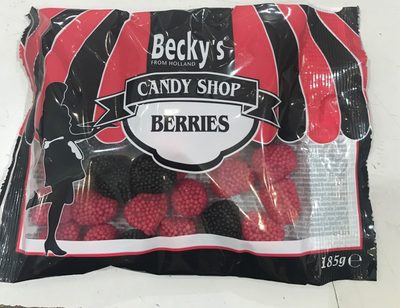 Becky's
FROM HOLLAND
CANDY SHOP
BERRIES
185g e